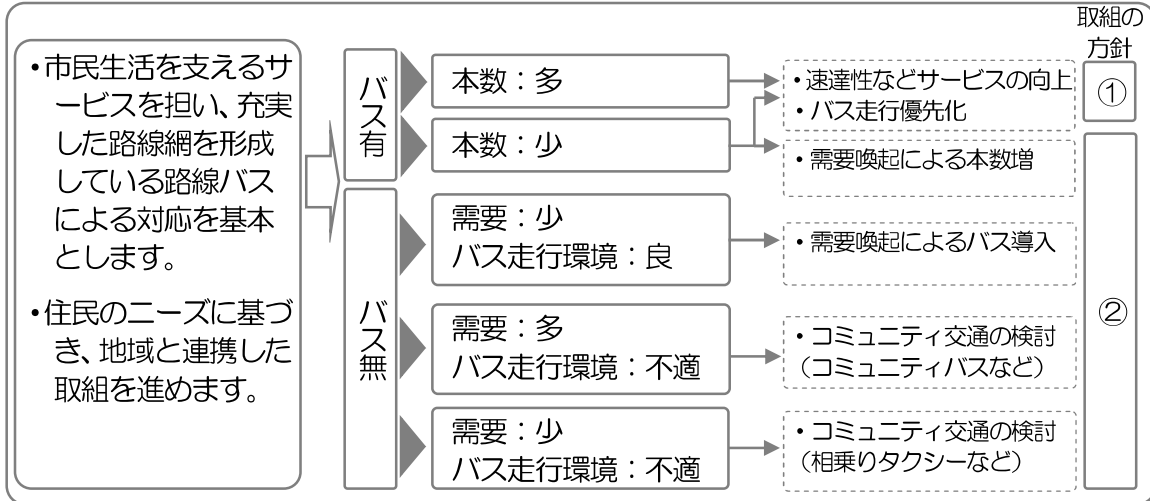 取組の
方針
・市民生活を支えるサ
ービスを担い、充実
した路線網を形成
している路線バス
による対応を基本
とします。
・住民のニーズに基づ
き、地域と連携した
取組を進めます。
バス有
本数：多
本数：少
・速達性などサービスの向上
・バス走行優先化
①
・需要喚起による本数増
バス無
需要：少
バス走行環境：良
・需要喚起によるバス導入
需要：多
バス走行環境：不適
・コミュニティ交通の検討
（コミュニティバスなど）
需要：少
バス走行環境：不適
・コミュニティ交通の検討
（相乗りタクシーなど）
②